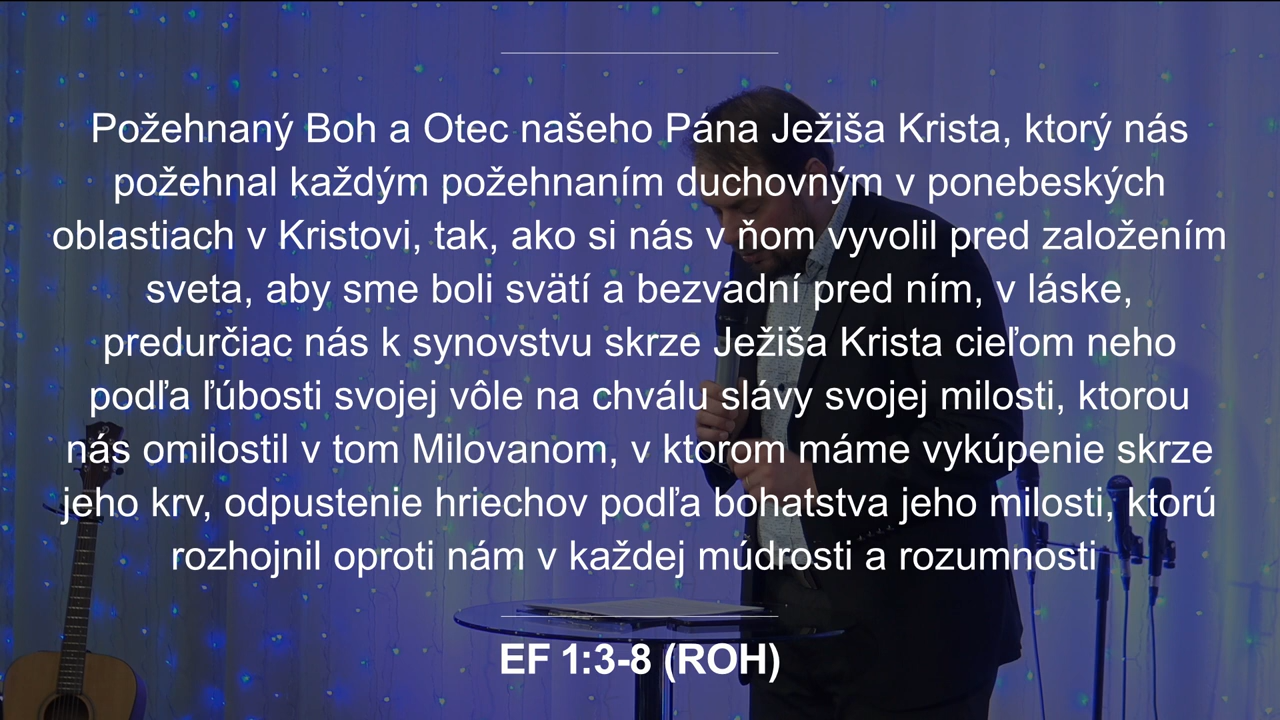 Požehnaný Boh a Otec našeho Pána Ježiša Krista, ktorý nás
požehnal každým požehnaním duchovným v ponebeských
oblastiach v Kristovi, tak, ako si nás v ňom vyvolil pred založením
sveta, aby sme boli svätí a bezvadní pred ním, v láske,
predurčiac nás k synovstvu skrze Ježiša Krista cieľom neho
podľa ľúbosti svojej vôle na chválu slávy svojej milosti, ktorou
nás omilostil v tom Milovanom, v ktorom máme vykúpenie skrze
jeho krv, odpustenie hriechov podľa bohatstva jeho milosti, ktorú
rozhojnil oproti nám v každej múdrosti a rozumnosti
EF 1:3-8 (ROH)